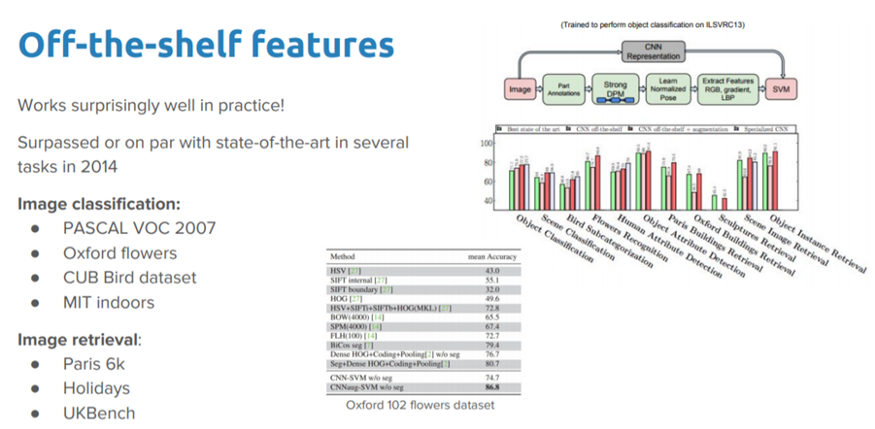 Off-the-shelf features
Works surprisingly well in practice!
Surpassed or on par with state-of-the-art in several
tasks in 2014
Image classification:
● PASCAL VOC 2007
● Oxford flowers
● CUB Bird dataset
● MIT indoors
Image retrieval:
● Paris 6k
● Holidays
● UKBench
(Trained to perform object classification on ILSVRC13)
CNN
Representation
Image
Part
Annotations
Strong
DPM
Learn
Normalized
Pose
Extract Features
RGB, gradient,
LBP
SVM
Best state of the art CNN off-the-shelf CNN off-the-shelf + augmentation Specialized CNN
100
80
60
40
Object Classification
Scene Classification
Bird Subcategorization
Flowers Recognition
Human Attribute Detection
Object Attribute Detection
Paris Buildings Retrieval
Oxford Buildings Retrieval
Sculptures Retrieval
Scene Image Retrieval
Object Instance Retrieval
Method mean Accuracy
HSV [27] 43.0
SIFT internal [27] 55.1
SIFT boundary [27] 32.0
HOG [27] 49.6
HSV+SIFTi+SIFTb+HOG(MKL) [27] 72.8
BOW(4000) [14] 65.5
SPM(4000) [14] 67.4
FLH(100) [14] 72.7
BiCos seg [7] 79.4
Dense HOG+Coding+Pooling[2] w/o seg 76.7
Seg+Dense HOG+Coding+Pooling[2] 80.7
CNN-SVM w/o seg 74.7
CNNaug-SVM w/o seg 86.8
Oxford 102 flowers dataset